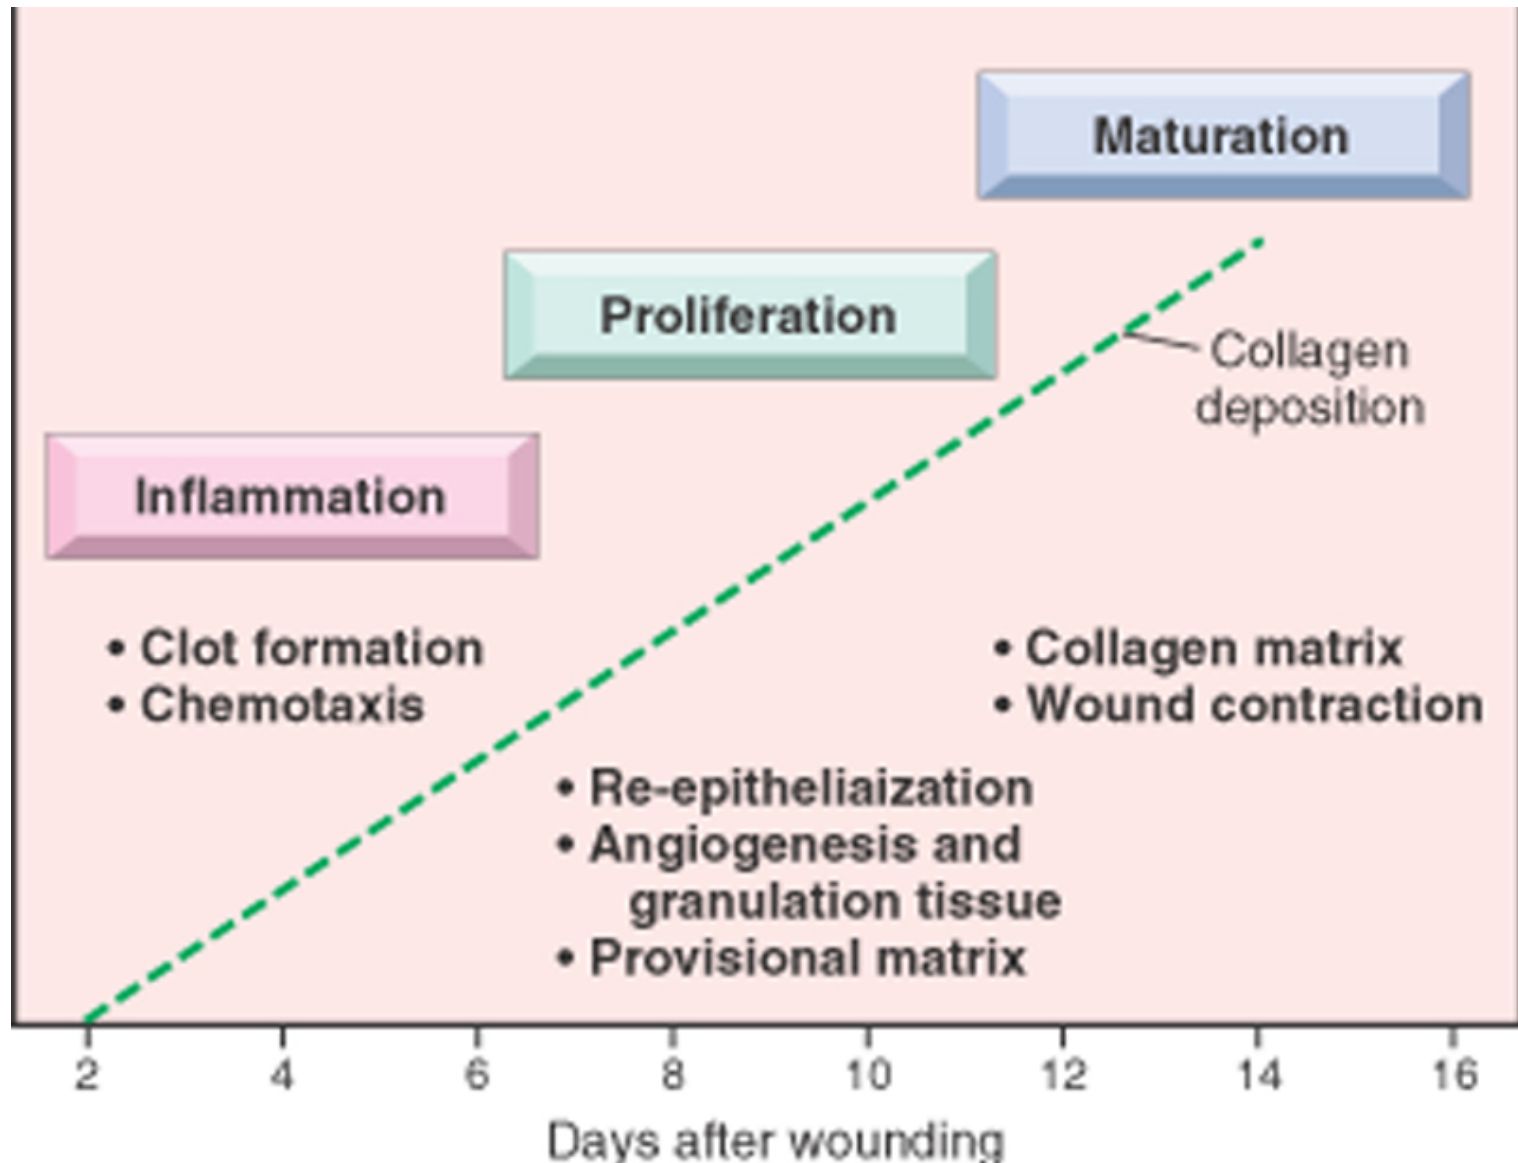 Maturation
Proliferation
Collagen
deposition
Inflammation
• Clot formation
• Chemotaxis
• Collagen matrix
• Wound contraction
• Re-epitheliaization
• Angiogenesis and
granulation tissue
• Provisional matrix
2 4 6 8 10 12 14 16
Days after wounding